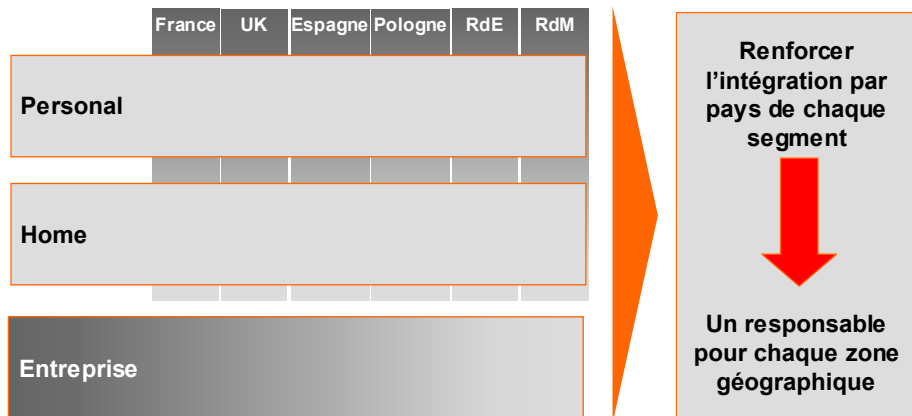 France UK Espagne Pologne RdE RdM
Personal
Home
Entreprise
Renforcer
l'intégration par
pays de chaque
segment
Un responsable
pour chaque zone
géographique